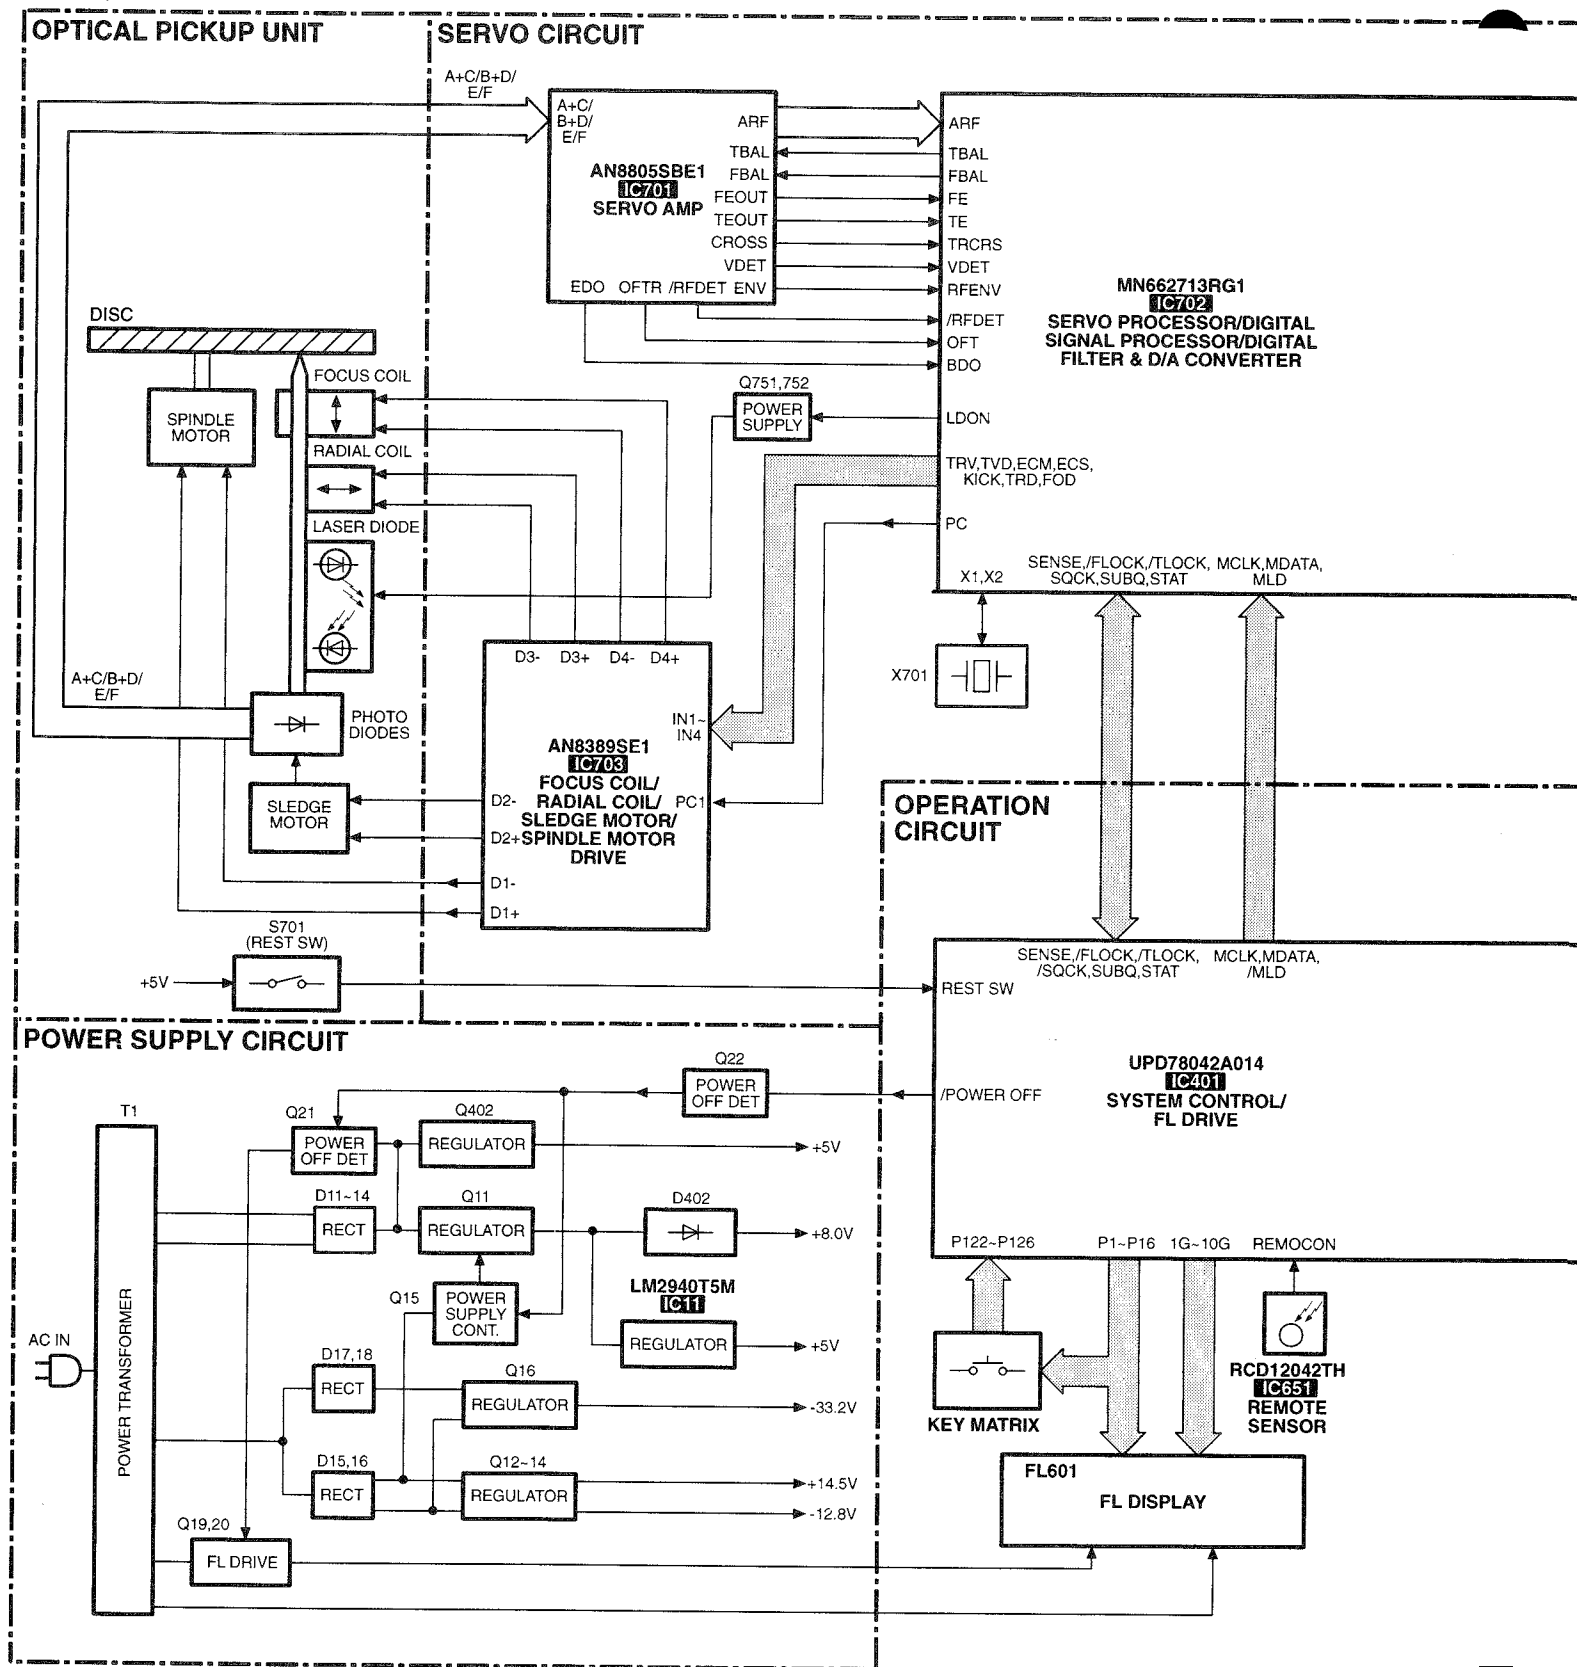 OPTICAL PICKUP UNIT
SERVO CIRCUIT
A+C/B+D/
E/F
A+C/
B+D/
E/F
ARF
TBAL
FBAL
FEOUT
TEOUT
CROSS
VDET
EDO OFTR /RFDET ENV
AN8805SBE1
IC701
SERVO AMP
ARF
TBAL
FBAL
FE
TE
TRCRS
VDET
RFENV
/RFDET
OFT
BDO
LDON
TRV,TVD,ECM,ECS,
KICK,TRD,FOD
PC
MN662713RG1
IC702
SERVO PROCESSOR/DIGITAL
SIGNAL PROCESSOR/DIGITAL
FILTER & D/A CONVERTER
X1,X2
SENSE,/FLOCK,/TLOCK,
SQCK,SUBQ,STAT
MCLK,MDATA,
MLD
Q751,752
POWER
SUPPLY
DISC
SPINDLE
MOTOR
FOCUS COIL
RADIAL COIL
LASER DIODE
A+C/B+D/
E/F
PHOTO
DIODES
SLEDGE
MOTOR
D3- D3+ D4- D4+
IN1~
IN4
AN8389SE1
IC703
FOCUS COIL/
RADIAL COIL/
SLEDGE MOTOR/
SPINDLE MOTOR
DRIVE
D2-
D2+
D1-
D1+
PC1
X701
S701
(REST SW)
+5V
OPERATION
CIRCUIT
SENSE,/FLOCK,/TLOCK,
/SQCK,SUBQ,STAT
MCLK,MDATA,
/MLD
REST SW
UPD78042A014
IC401
SYSTEM CONTROL/
FL DRIVE
/POWER OFF
P122~P126
P1~P16
1G~10G
REMOCON
KEY MATRIX
RCD12042TH
IC651
REMOTE
SENSOR
FL601
FL DISPLAY
POWER SUPPLY CIRCUIT
Q22
POWER
OFF DET
T1
POWER TRANSFORMER
AC IN
Q21
POWER
OFF DET
Q402
REGULATOR
+5V
D11~14
RECT
Q11
REGULATOR
D402
+8.0V
Q15
POWER
SUPPLY
CONT.
LM2940T5M
IC11
REGULATOR
+5V
D17,18
RECT
Q16
REGULATOR
-33.2V
D15,16
RECT
Q12~14
REGULATOR
+14.5V
-12.8V
Q19,20
FL DRIVE